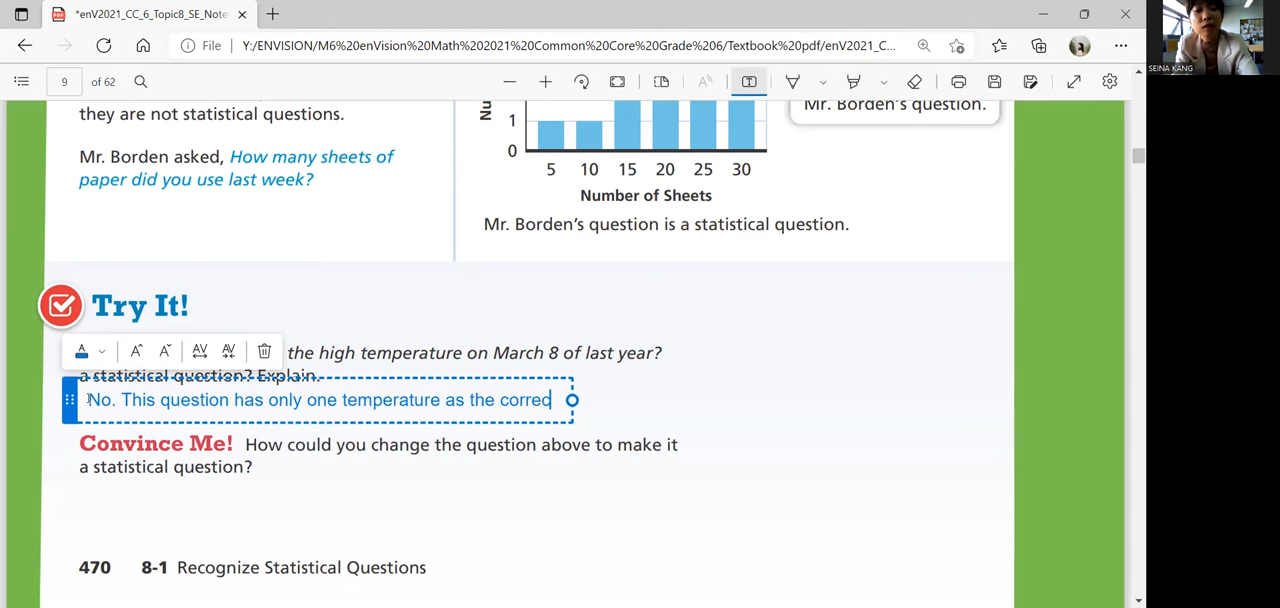 *enV2021_CC_6_Topic8_SE_Note
File
Y:/ENVISION/M6%20enVision%20Math%202021%20Common%20Core%20Grade%206/Textbook%20pdf/enV2021_C...
9 of 62
SEINA KANG
they are not statistical questions.
Mr. Borden asked, How many sheets of
paper did you use last week?
Nu
1
0
5 10 15 20 25 30
Number of Sheets
Mr. Borden's question.
Mr. Borden's question is a statistical question.
Try It!
the high temperature on March 8 of last year?
a statistical question? Explain.
No. This question has only one temperature as the correc
Convince Me! How could you change the question above to make it
a statistical question?
470 8-1 Recognize Statistical Questions